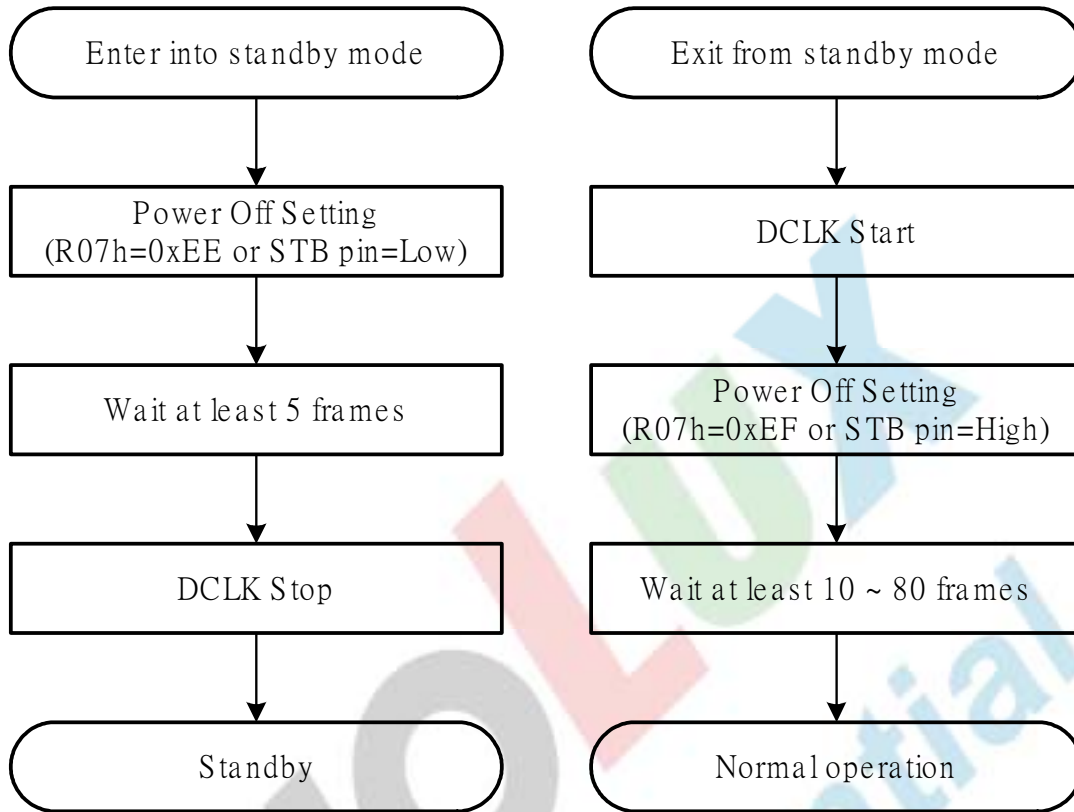 Enter into standby mode
Power Off Setting
(R07h=0xEE or STB pin=Low)
Wait at least 5 frames
DCLK Stop
Standby
Exit from standby mode
DCLK Start
Power Off Setting
(R07h=0xEF or STB pin=High)
Wait at least 10 ~ 80 frames
Normal operation